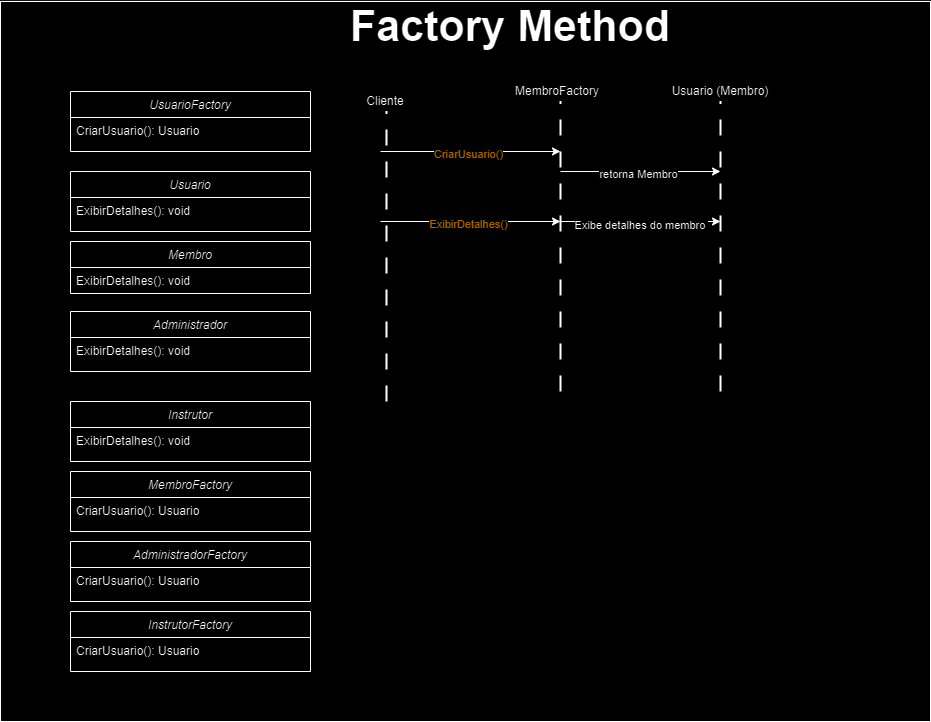 Factory Method
UsuarioFactory
CriarUsuario(): Usuario
Usuario
ExibirDetalhes(): void
Membro
ExibirDetalhes(): void
Administrador
ExibirDetalhes(): void
Instrutor
ExibirDetalhes(): void
MembroFactory
CriarUsuario(): Usuario
AdministradorFactory
CriarUsuario(): Usuario
InstrutorFactory
CriarUsuario(): Usuario
Cliente
MembroFactory
Usuario (Membro)
CriarUsuario()
retorna Membro
ExibirDetalhes()
Exibe detalhes do membro